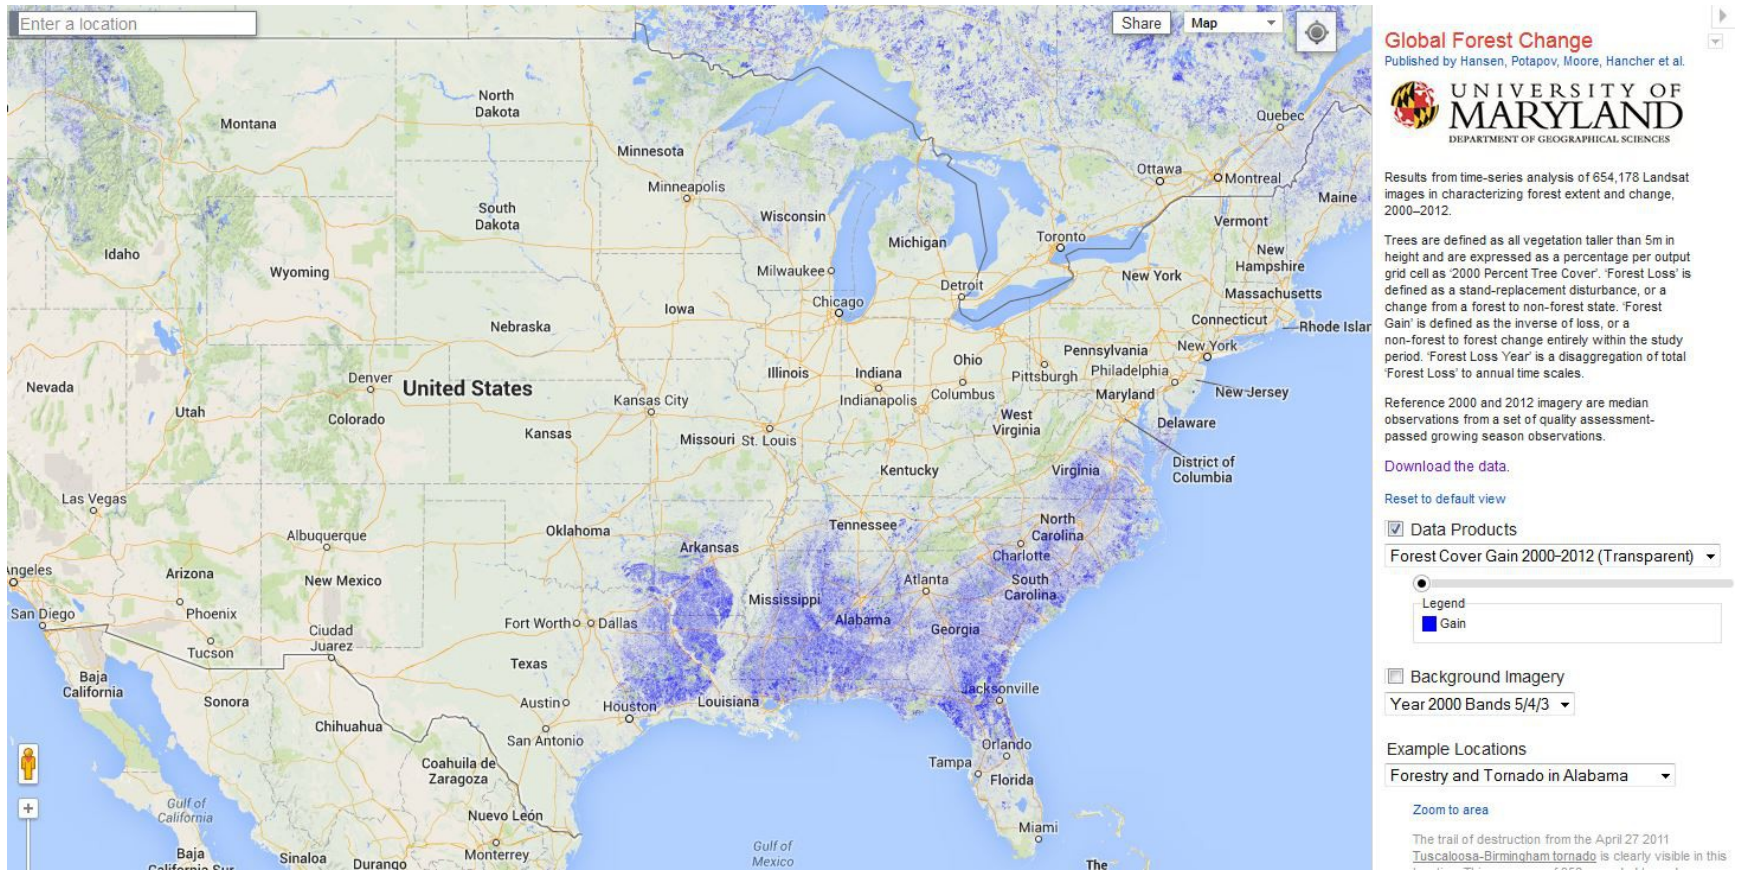 Enter a location
Share
Map
North
Dakota
Montana
Minnesota
Minneapolis
Quebec
Ottawa
Montreal
Maine
South
Dakota
Wisconsin
Vermont
Michigan
Toronto
New
Hampshire
Idaho
Wyoming
Milwaukee
New York
Detroit
Massachusetts
Chicago
Iowa
Connecticut
Rhode Islar
Nebraska
Pennsylvania
New York
Ohio
Nevada
Denver
United States
Illinois
Indiana
Pittsburgh
Philadelphia
Columbus
Maryland
New Jersey
Utah
Colorado
Kansas City
Indianapolis
West
Virginia
Delaware
Kansas
Missouri
St. Louis
Kentucky
Virginia
District of
Columbia
Las Vegas
Oklahoma
Tennessee
North
Carolina
Albuquerque
Arkansas
Charlotte
Angeles
Arizona
New Mexico
Atlanta
South
Carolina
San Diego
Phoenix
Mississippi
Alabama
Georgia
Fort Worth
Dallas
Ciudad
Juarez
Tucson
Texas
Baja
California
Sonora
Austin
Houston
Louisiana
Jacksonville
Chihuahua
San Antonio
Orlando
Coahuila de
Zaragoza
Tampa
Florida
Gulf of
California
Nuevo León
Miami
Baja
California Sur
Sinaloa
Durango
Monterrey
Gulf of
Mexico
The
Global Forest Change
Published by Hansen, Potapov, Moore, Hancher et al.
UNIVERSITY OF
MARYLAND
DEPARTMENT OF GEOGRAPHICAL SCIENCES
Results from time-series analysis of 654,178 Landsat
images in characterizing forest extent and change,
2000–2012.
Trees are defined as all vegetation taller than 5m in
height and are expressed as a percentage per output
grid cell as ‘2000 Percent Tree Cover’. ‘Forest Loss’ is
defined as a stand-replacement disturbance, or a
change from a forest to non-forest state. ‘Forest
Gain’ is defined as the inverse of loss, or a
non-forest to forest change entirely within the study
period. ‘Forest Loss Year’ is a disaggregation of total
‘Forest Loss’ to annual time scales.
Reference 2000 and 2012 imagery are median
observations from a set of quality assessment-
passed growing season observations.
Download the data.
Reset to default view
Data Products
Forest Cover Gain 2000-2012 (Transparent)
Legend
Gain
Background Imagery
Year 2000 Bands 5/4/3
Example Locations
Forestry and Tornado in Alabama
Zoom to area
The trail of destruction from the April 27 2011
Tuscaloosa-Birmingham tornado is clearly visible in this